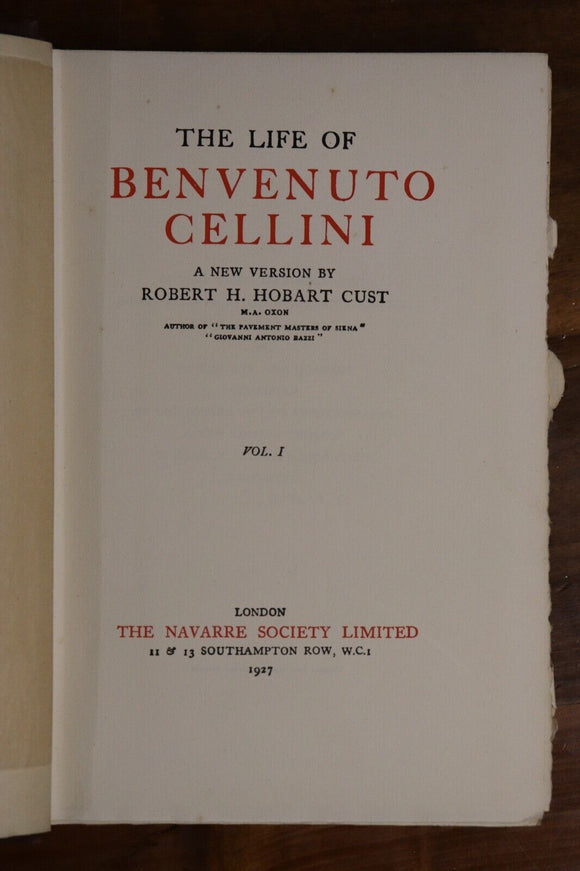 THE LIFE OF
BENVENUTO
CELLINI
A NEW VERSION BY
ROBERT H. HOBART CUST
M.A. OXON
AUTHOR OF "THE PAVEMENT MASTERS OF SIENA"
"GIOVANNI ANTONIO BAZZI"
VOL. I
LONDON
THE NAVARRE SOCIETY LIMITED
11 & 13 SOUTHAMPTON ROW, W.C.1
1927